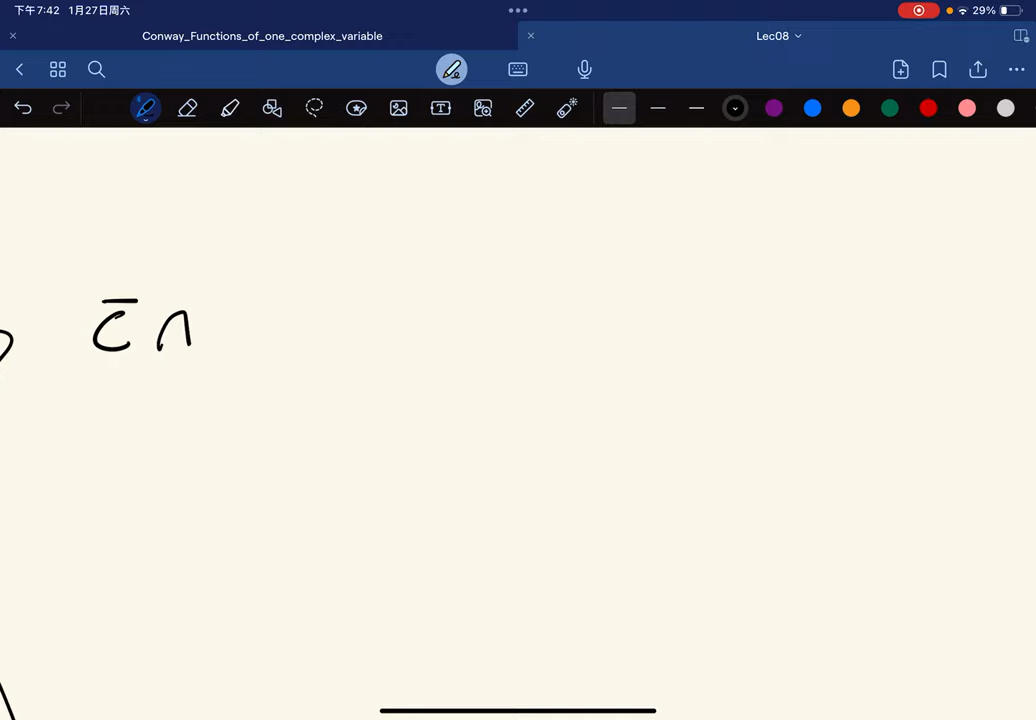 下午7:42 1月27日周六 29%
Conway_Functions_of_one_complex_variable Lec08
c̄ ∩